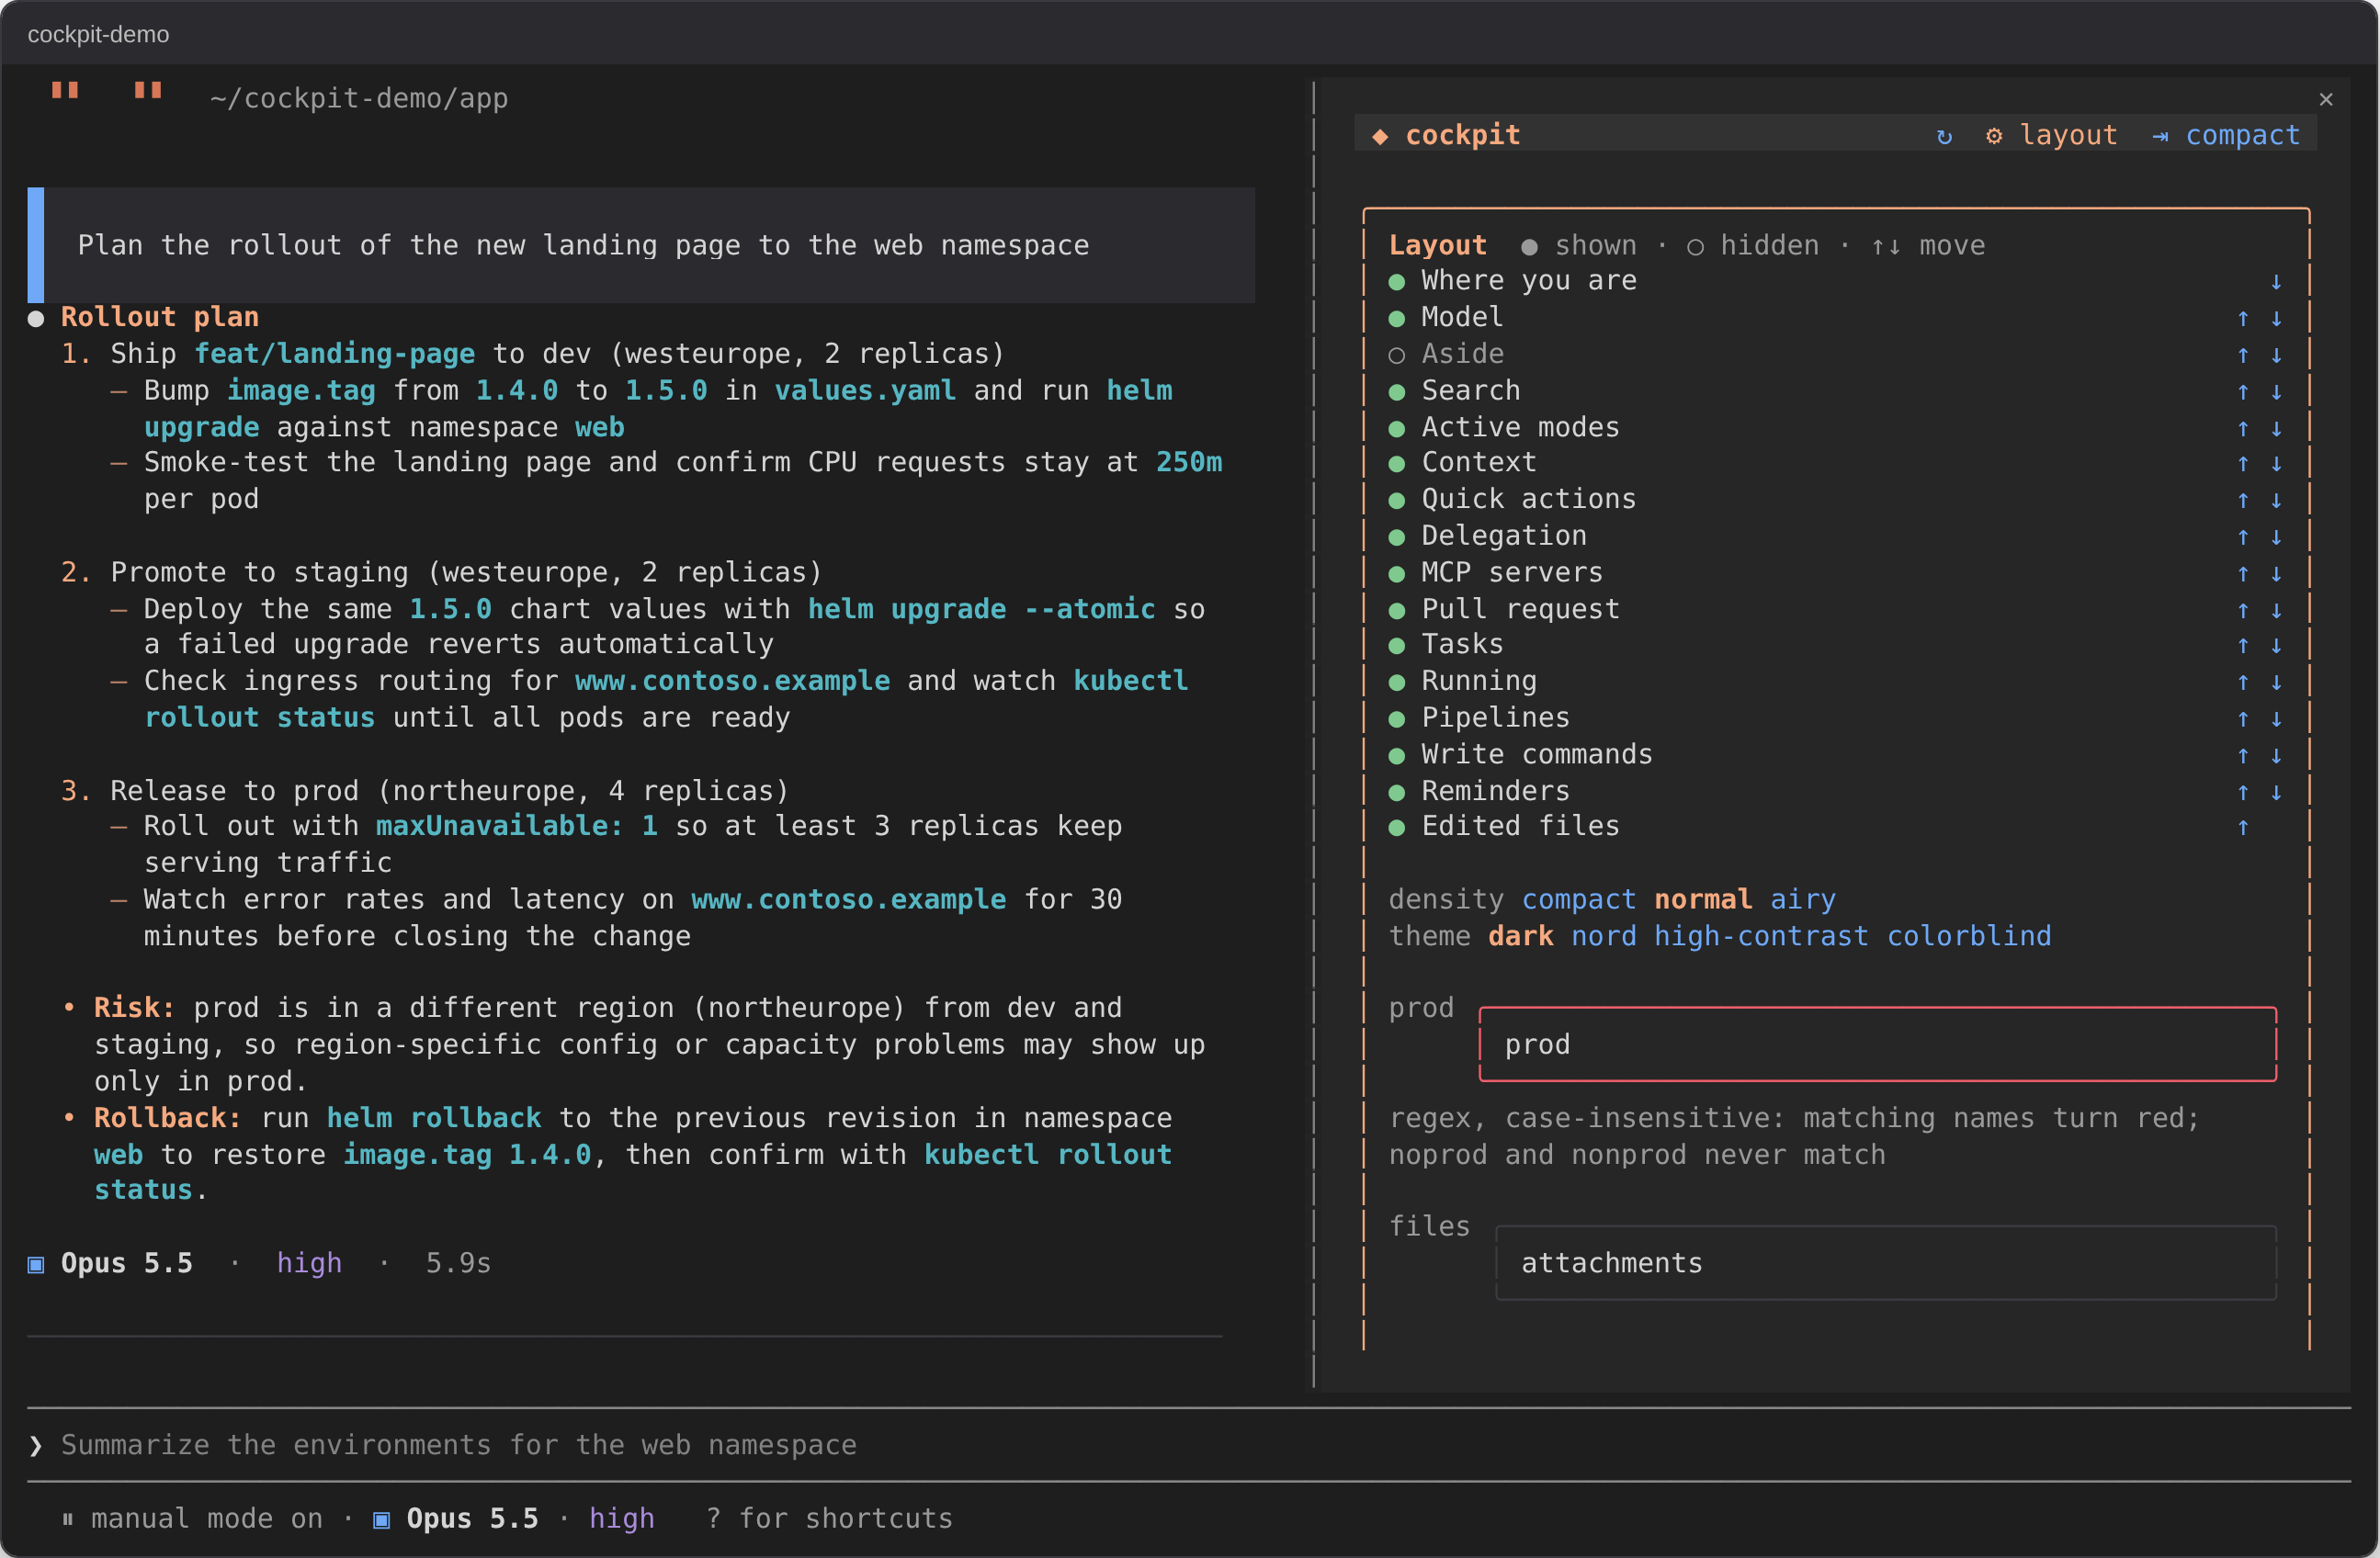 cockpit-demo
~/cockpit-demo/app
Plan the rollout of the new landing page to the web namespace
● Rollout plan
1. Ship feat/landing-page to dev (westeurope, 2 replicas)
– Bump image.tag from 1.4.0 to 1.5.0 in values.yaml and run helm
upgrade against namespace web
– Smoke-test the landing page and confirm CPU requests stay at 250m
per pod
2. Promote to staging (westeurope, 2 replicas)
– Deploy the same 1.5.0 chart values with helm upgrade --atomic so
a failed upgrade reverts automatically
– Check ingress routing for www.contoso.example and watch kubectl
rollout status until all pods are ready
3. Release to prod (northeurope, 4 replicas)
– Roll out with maxUnavailable: 1 so at least 3 replicas keep
serving traffic
– Watch error rates and latency on www.contoso.example for 30
minutes before closing the change
• Risk: prod is in a different region (northeurope) from dev and
staging, so region-specific config or capacity problems may show up
only in prod.
• Rollback: run helm rollback to the previous revision in namespace
web to restore image.tag 1.4.0, then confirm with kubectl rollout
status.
▣ Opus 5.5 · high · 5.9s
×
◆ cockpit ↻ ⚙ layout ⇥ compact
Layout ● shown · ○ hidden · ↑↓ move
● Where you are ↓
● Model ↑ ↓
○ Aside ↑ ↓
● Search ↑ ↓
● Active modes ↑ ↓
● Context ↑ ↓
● Quick actions ↑ ↓
● Delegation ↑ ↓
● MCP servers ↑ ↓
● Pull request ↑ ↓
● Tasks ↑ ↓
● Running ↑ ↓
● Pipelines ↑ ↓
● Write commands ↑ ↓
● Reminders ↑ ↓
● Edited files ↑
density compact normal airy
theme dark nord high-contrast colorblind
prod
prod
regex, case-insensitive: matching names turn red;
noprod and nonprod never match
files
attachments
❯ Summarize the environments for the web namespace
⏸ manual mode on · ▣ Opus 5.5 · high ? for shortcuts